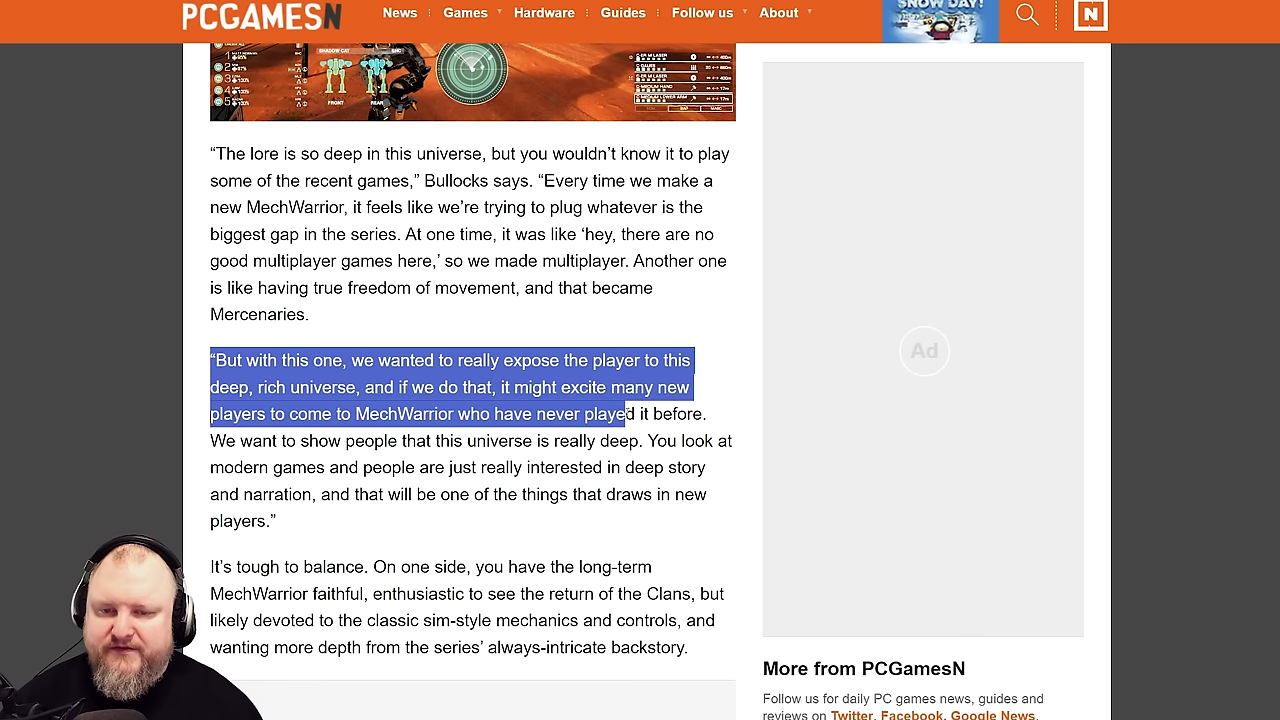 PCGAMESN
News Games Hardware Guides Follow us About
SNOW DAY!
N
SHADOW CAT
FRONT REAR
“The lore is so deep in this universe, but you wouldn’t know it to play
some of the recent games,” Bullocks says. “Every time we make a
new MechWarrior, it feels like we’re trying to plug whatever is the
biggest gap in the series. At one time, it was like ‘hey, there are no
good multiplayer games here,’ so we made multiplayer. Another one
is like having true freedom of movement, and that became
Mercenaries.
“But with this one, we wanted to really expose the player to this
deep, rich universe, and if we do that, it might excite many new
players to come to MechWarrior who have never played it before.
We want to show people that this universe is really deep. You look at
modern games and people are just really interested in deep story
and narration, and that will be one of the things that draws in new
players.”
It’s tough to balance. On one side, you have the long-term
MechWarrior faithful, enthusiastic to see the return of the Clans, but
likely devoted to the classic sim-style mechanics and controls, and
wanting more depth from the series’ always-intricate backstory.
Ad
More from PCGamesN
Follow us for daily PC games news, guides and
reviews on Twitter, Facebook, Google News,